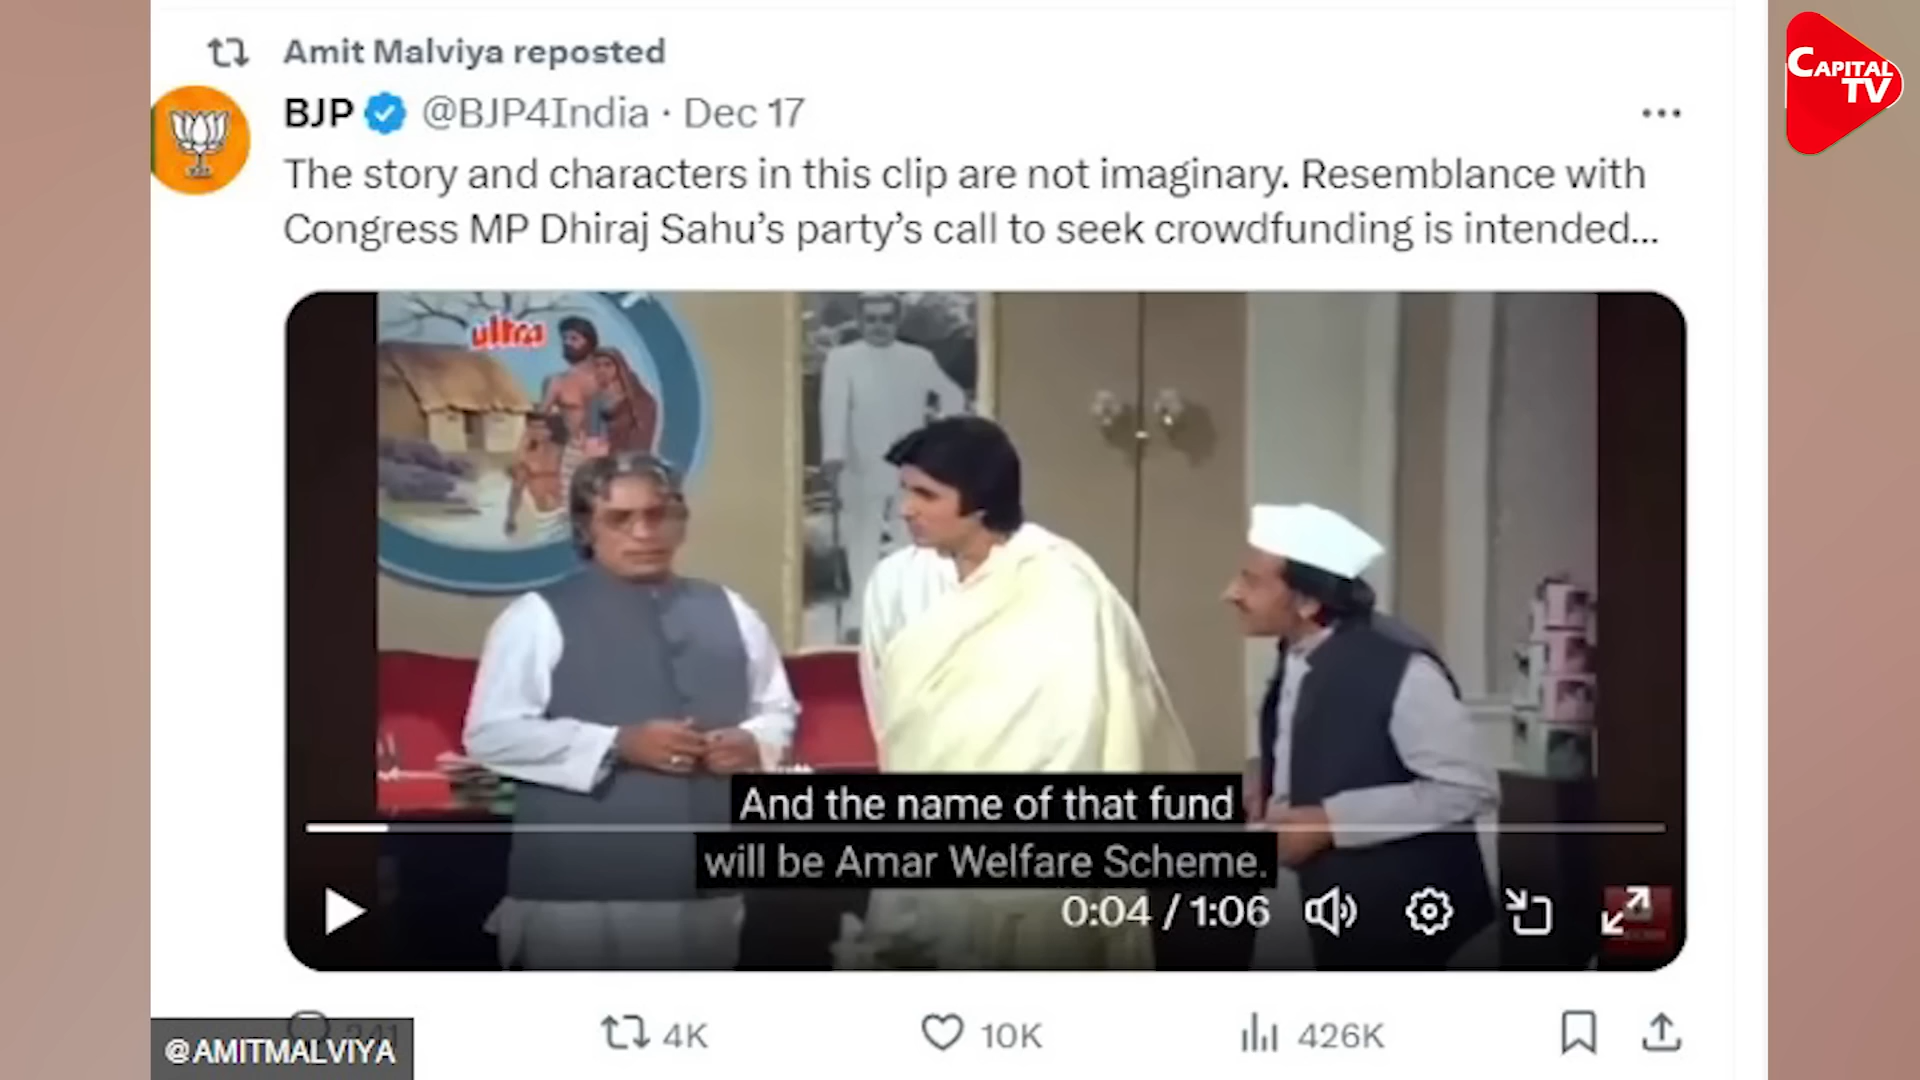 Amit Malviya reposted
CAPITAL
TV
BJP @BJP4India · Dec 17
The story and characters in this clip are not imaginary. Resemblance with
Congress MP Dhiraj Sahu's party's call to seek crowdfunding is intended...
ultra
And the name of that fund
will be Amar Welfare Scheme.
0:04 / 1:06
241 4K 10K 426K
@AMITMALVIYA